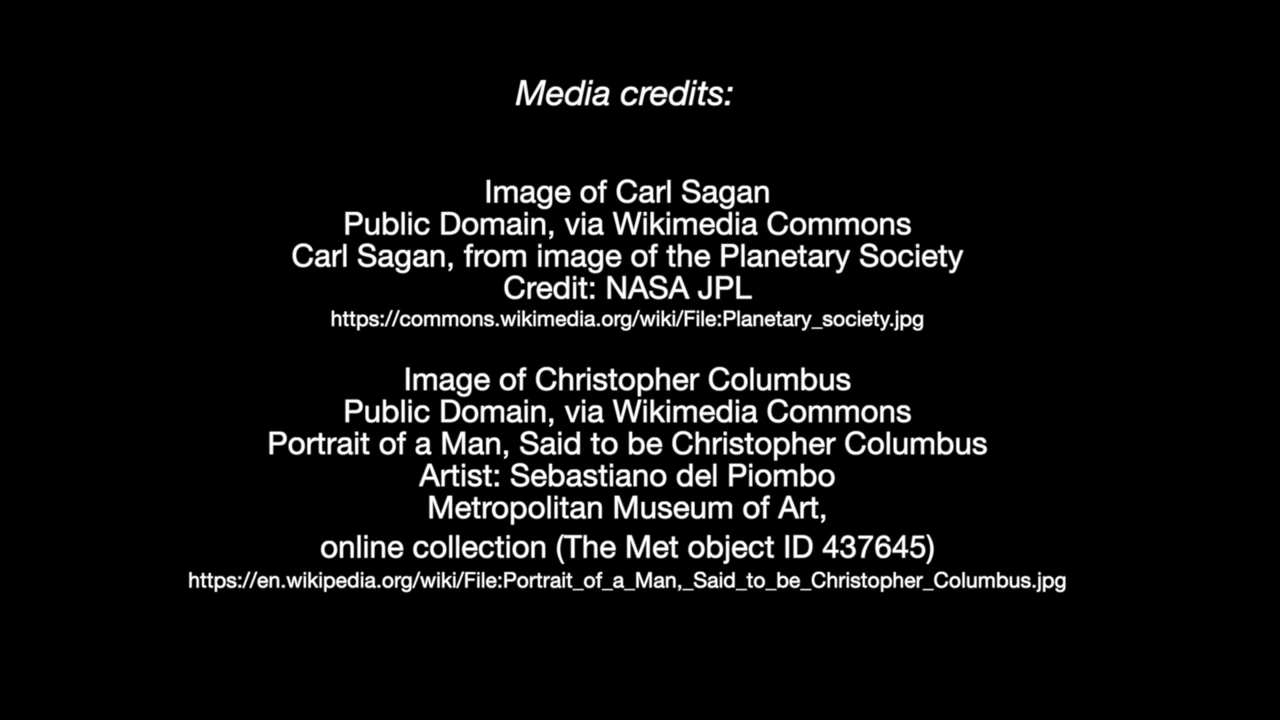 Media credits:
Image of Carl Sagan
Public Domain, via Wikimedia Commons
Carl Sagan, from image of the Planetary Society
Credit: NASA JPL
https://commons.wikimedia.org/wiki/File:Planetary_society.jpg
Image of Christopher Columbus
Public Domain, via Wikimedia Commons
Portrait of a Man, Said to be Christopher Columbus
Artist: Sebastiano del Piombo
Metropolitan Museum of Art,
online collection (The Met object ID 437645)
https://en.wikipedia.org/wiki/File:Portrait_of_a_Man,_Said_to_be_Christopher_Columbus.jpg